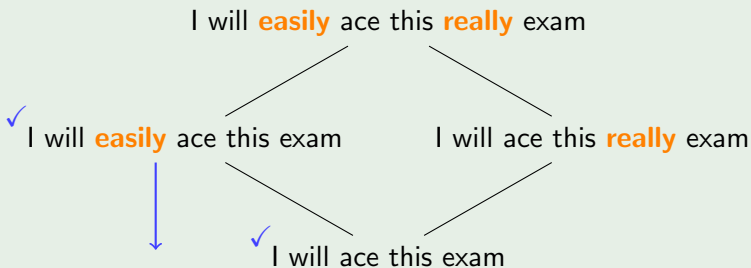 I will easily ace this really exam
I will easily ace this exam
I will ace this really exam
I will ace this exam